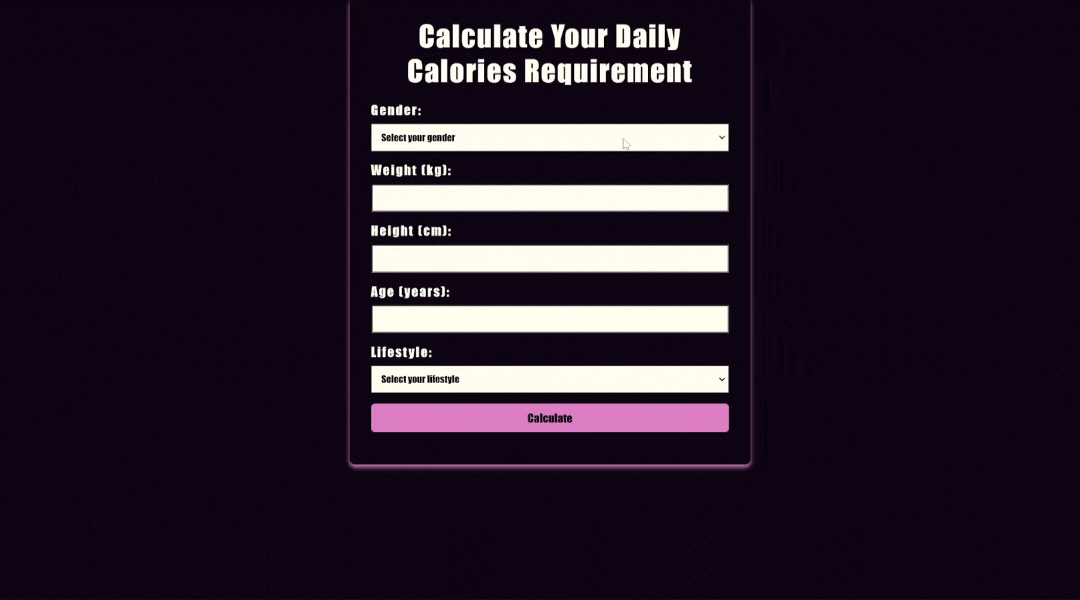 Calculate Your Daily
Calories Requirement
Gender:
Select your gender
Weight (kg):
Height (cm):
Age (years):
Lifestyle:
Select your lifestyle
Calculate